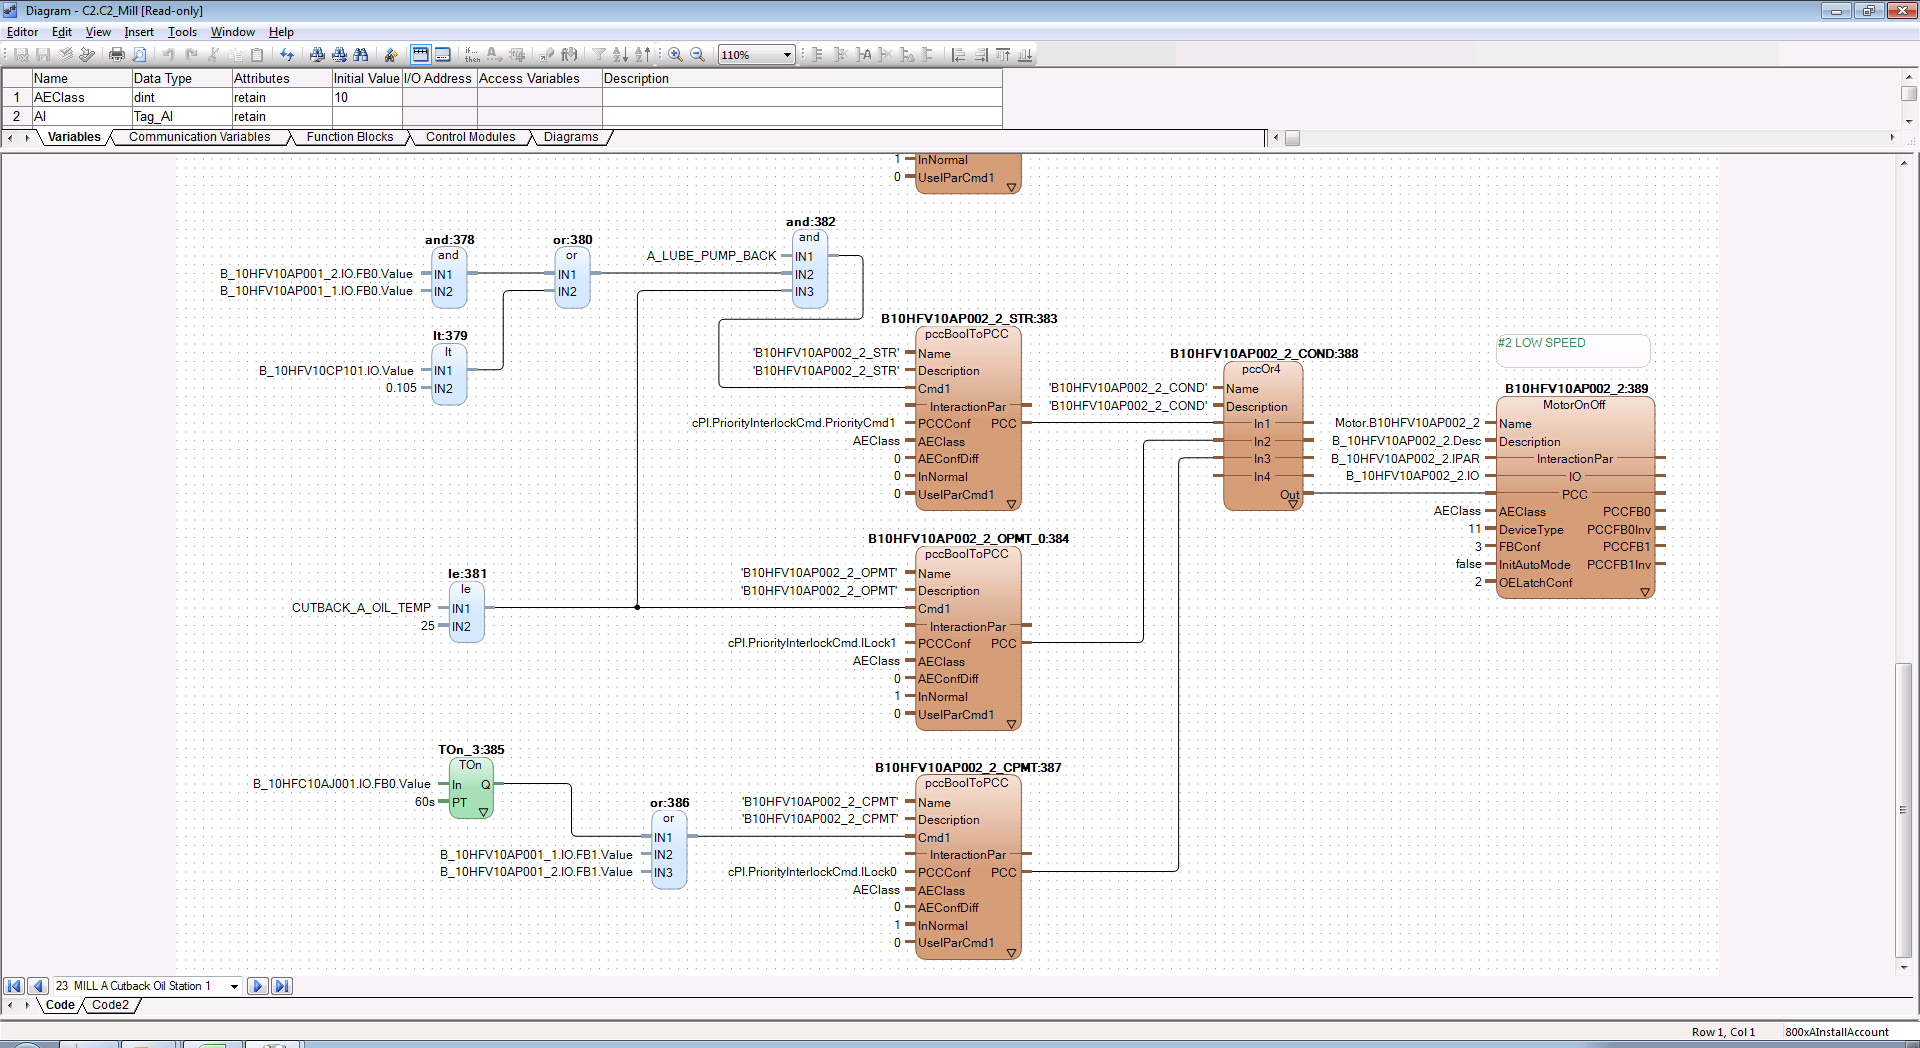 Diagram - C2.C2_Mill [Read-only]
Editor Edit View Insert Tools Window Help
if... then
110%
Name Data Type Attributes Initial Value I/O Address Access Variables Description
1 AEClass dint retain 10
2 AI Tag_AI retain
Variables Communication Variables Function Blocks Control Modules Diagrams
1 InNormal
0 UseIParCmd1
and:378
and
B_10HFV10AP001_2.IO.FB0.Value IN1
B_10HFV10AP001_1.IO.FB0.Value IN2
or:380
or
IN1
IN2
and:382
and
A_LUBE_PUMP_BACK IN1
IN2
IN3
lt:379
lt
B_10HFV10CP101.IO.Value IN1
0.105 IN2
B10HFV10AP002_2_STR:383
pccBoolToPCC
'B10HFV10AP002_2_STR' Name
'B10HFV10AP002_2_STR' Description
Cmd1
InteractionPar
cPI.PriorityInterlockCmd.PriorityCmd1 PCCConf PCC
AEClass AEClass
0 AEConfDiff
0 InNormal
0 UseIParCmd1
B10HFV10AP002_2_COND:388
pccOr4
'B10HFV10AP002_2_COND' Name
'B10HFV10AP002_2_COND' Description
In1
In2
In3
In4
Out
#2 LOW SPEED
B10HFV10AP002_2:389
MotorOnOff
Motor.B10HFV10AP002_2 Name
B_10HFV10AP002_2.Desc Description
B_10HFV10AP002_2.IPAR InteractionPar
B_10HFV10AP002_2.IO IO
PCC
AEClass AEClass PCCFB0
11 DeviceType PCCFB0Inv
3 FBConf PCCFB1
false InitAutoMode PCCFB1Inv
2 OELatchConf
le:381
le
CUTBACK_A_OIL_TEMP IN1
25 IN2
B10HFV10AP002_2_OPMT_0:384
pccBoolToPCC
'B10HFV10AP002_2_OPMT' Name
'B10HFV10AP002_2_OPMT' Description
Cmd1
InteractionPar
cPI.PriorityInterlockCmd.ILock1 PCCConf PCC
AEClass AEClass
0 AEConfDiff
1 InNormal
0 UseIParCmd1
TOn_3:385
TOn
B_10HFC10AJ001.IO.FB0.Value In Q
60s PT
or:386
or
IN1
B_10HFV10AP001_1.IO.FB1.Value IN2
B_10HFV10AP001_2.IO.FB1.Value IN3
B10HFV10AP002_2_CPMT:387
pccBoolToPCC
'B10HFV10AP002_2_CPMT' Name
'B10HFV10AP002_2_CPMT' Description
Cmd1
InteractionPar
cPI.PriorityInterlockCmd.ILock0 PCCConf PCC
AEClass AEClass
0 AEConfDiff
1 InNormal
0 UseIParCmd1
23 MILL A Cutback Oil Station 1
Code Code2
Row 1, Col 1 800xAInstallAccount